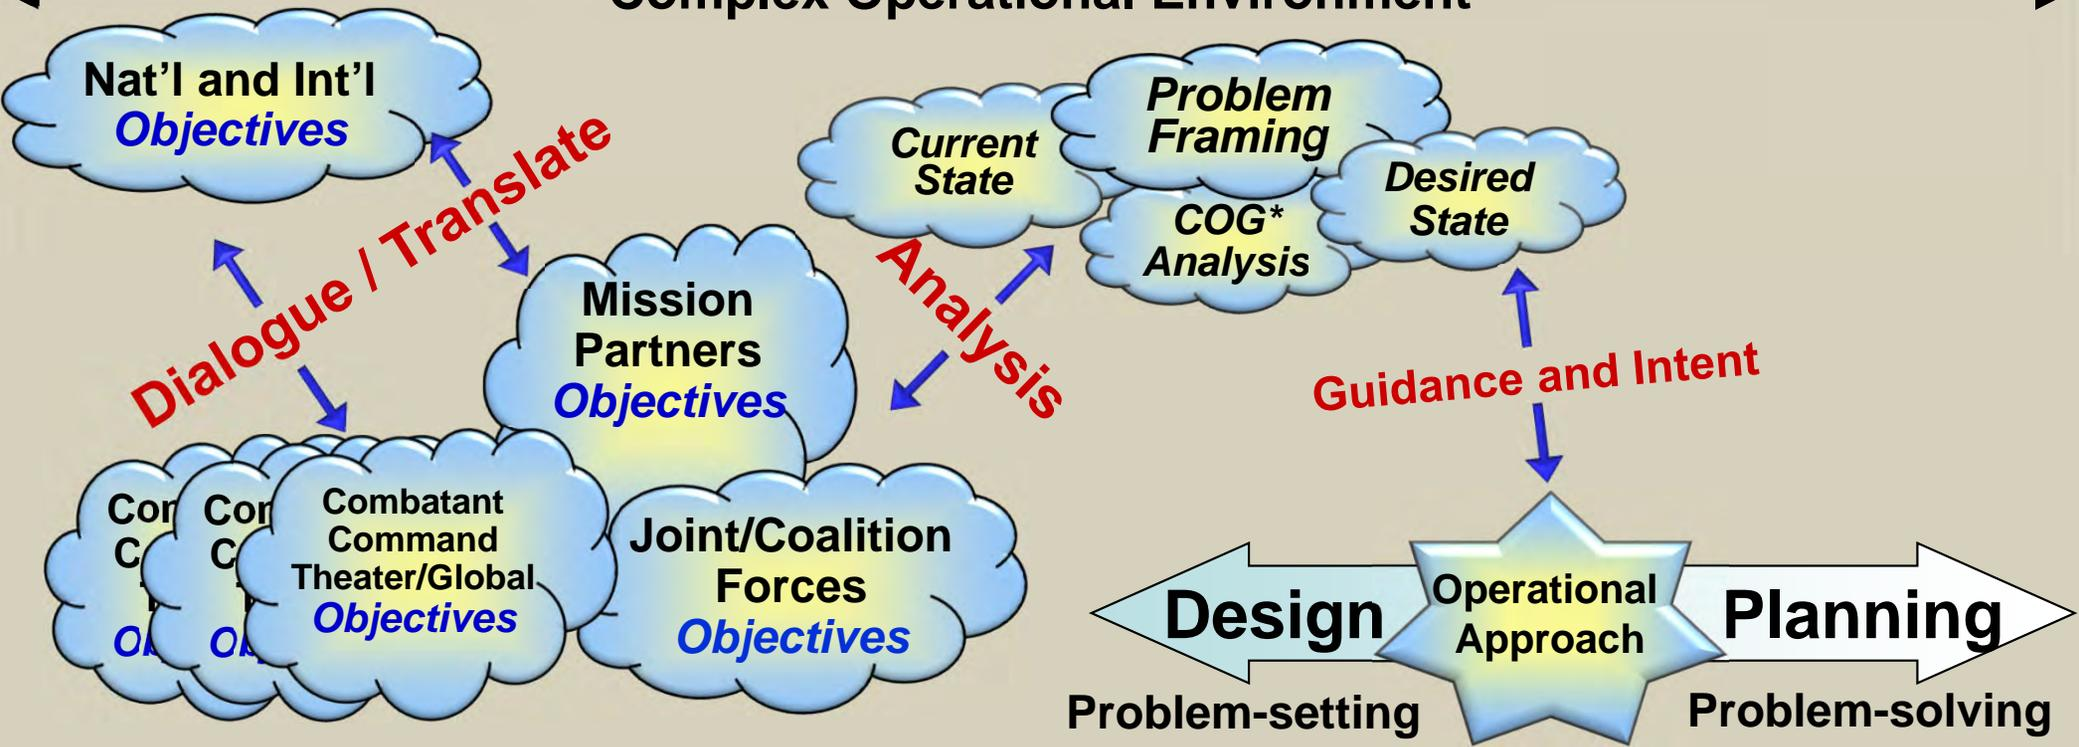 Complex Operational Environment
Nat'l and Int'l
Objectives
Dialogue / Translate
Mission
Partners
Objectives
Combatant
Command
Theater/Global
Objectives
Joint/Coalition
Forces
Objectives
Analysis
Current
State
Problem
Framing
COG*
Analysis
Desired
State
Guidance and Intent
Design
Operational
Approach
Planning
Problem-setting
Problem-solving